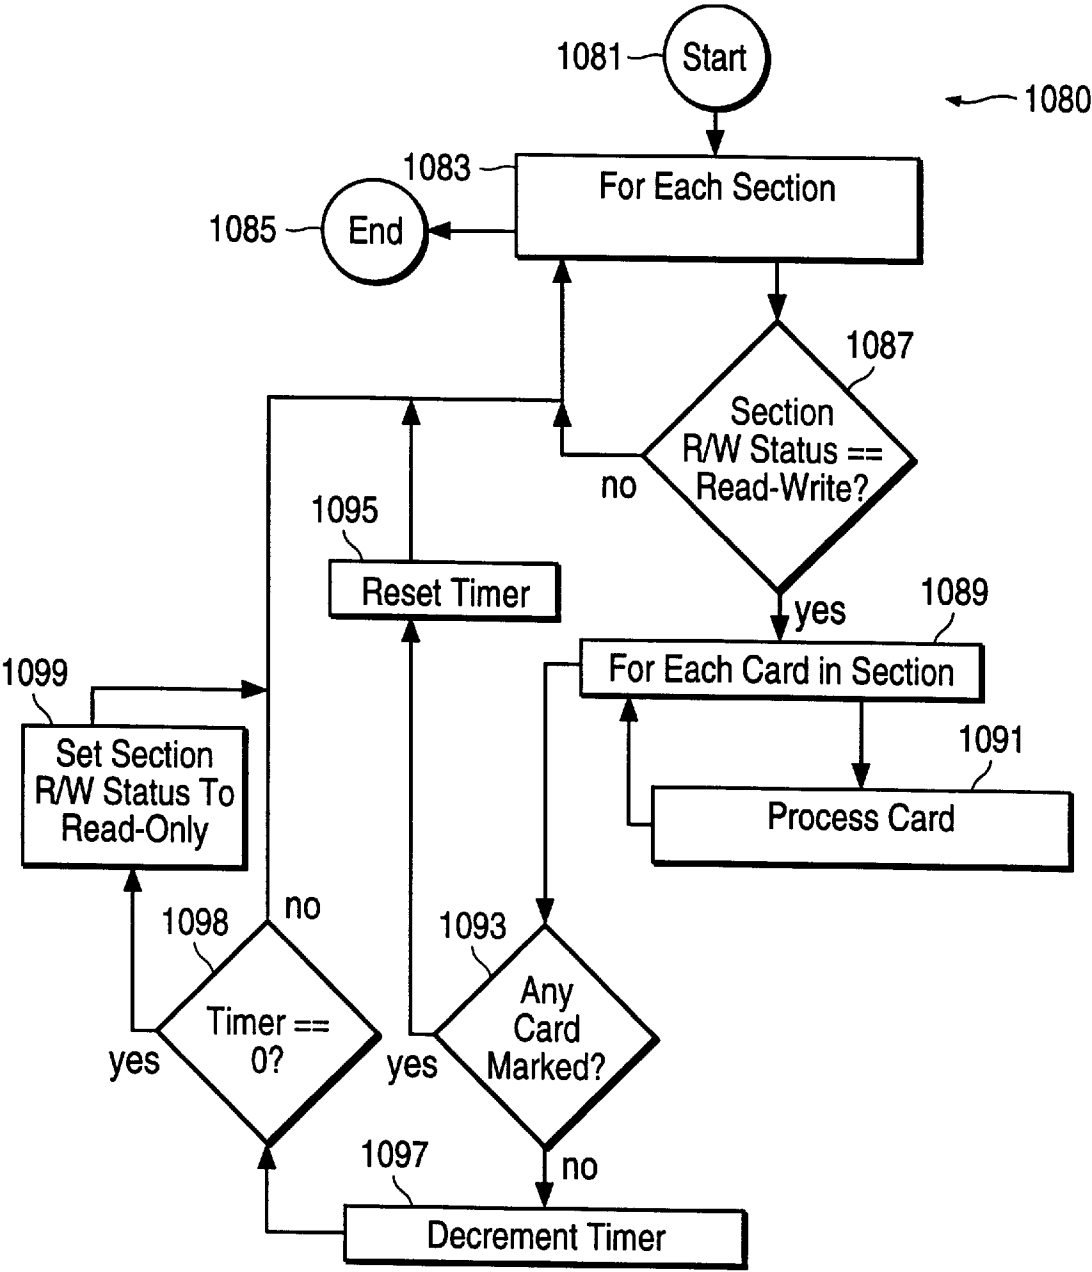 1081
Start
1080
1083
For Each Section
1085
End
1087
Section
R/W Status ==
Read-Write?
no
1095
Reset Timer
yes
1089
For Each Card in Section
1099
Set Section
R/W Status To
Read-Only
1091
Process Card
no
1098
1093
Timer ==
0?
yes
Any
Card
Marked?
yes
no
1097
Decrement Timer